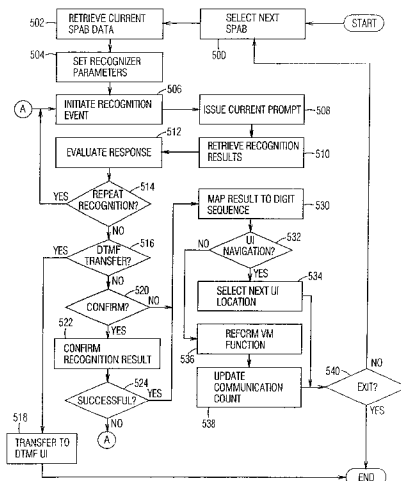 502
RETRIEVE CURRENT
SPAB DATA
SELECT NEXT
SPAB
START
500
504
SET RECOGNIZER
PARAMETERS
506
A
INITIATE RECOGNITION
EVENT
ISSUE CURRENT PROMPT
508
512
EVALUATE RESPONSE
RETRIEVE RECOGNITION
RESULTS
510
514
YES
REPEAT
RECOGNITION?
NO
MAP RESULT TO DIGIT
SEQUENCE
530
516
YES
DTMF
TRANSFER?
NO
532
NO
UI
NAVIGATION?
YES
520
CONFIRM?
NO
YES
534
SELECT NEXT UI
LOCATION
522
CONFIRM
RECOGNITION RESULT
REFORM VM
FUNCTION
536
524
SUCCESSFUL?
YES
NO
UPDATE
COMMUNICATION
COUNT
538
540
NO
EXIT?
YES
A
518
TRANSFER TO
DTMF UI
END